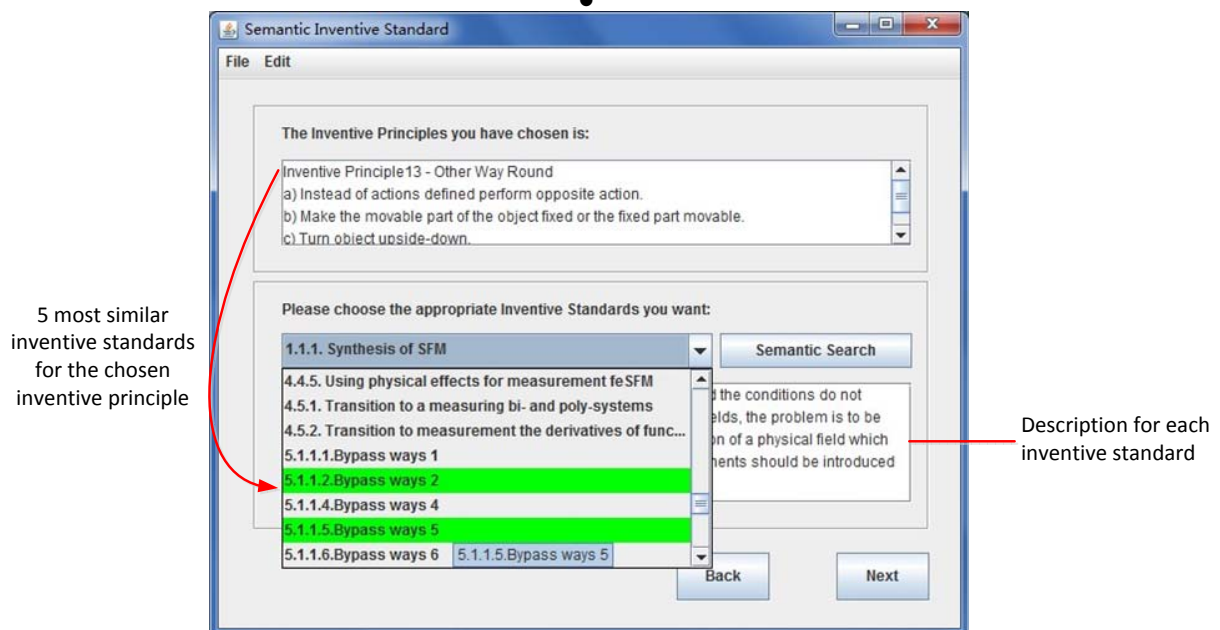 Semantic Inventive Standard
File Edit
The Inventive Principles you have chosen is:
Inventive Principle13 - Other Way Round
a) Instead of actions defined perform opposite action.
b) Make the movable part of the object fixed or the fixed part movable.
c) Turn object upside-down.
5 most similar
inventive standards
for the chosen
inventive principle
Please choose the appropriate Inventive Standards you want:
1.1.1. Synthesis of SFM
Semantic Search
4.4.5. Using physical effects for measurement feSFM
4.5.1. Transition to a measuring bi- and poly-systems
4.5.2. Transition to measurement the derivatives of func...
5.1.1.1.Bypass ways 1
5.1.1.2.Bypass ways 2
5.1.1.4.Bypass ways 4
5.1.1.5.Bypass ways 5
5.1.1.6.Bypass ways 6 5.1.1.5.Bypass ways 5
the conditions do not
the problem is to be
of a physical field which
should be introduced
Description for each
inventive standard
Back Next